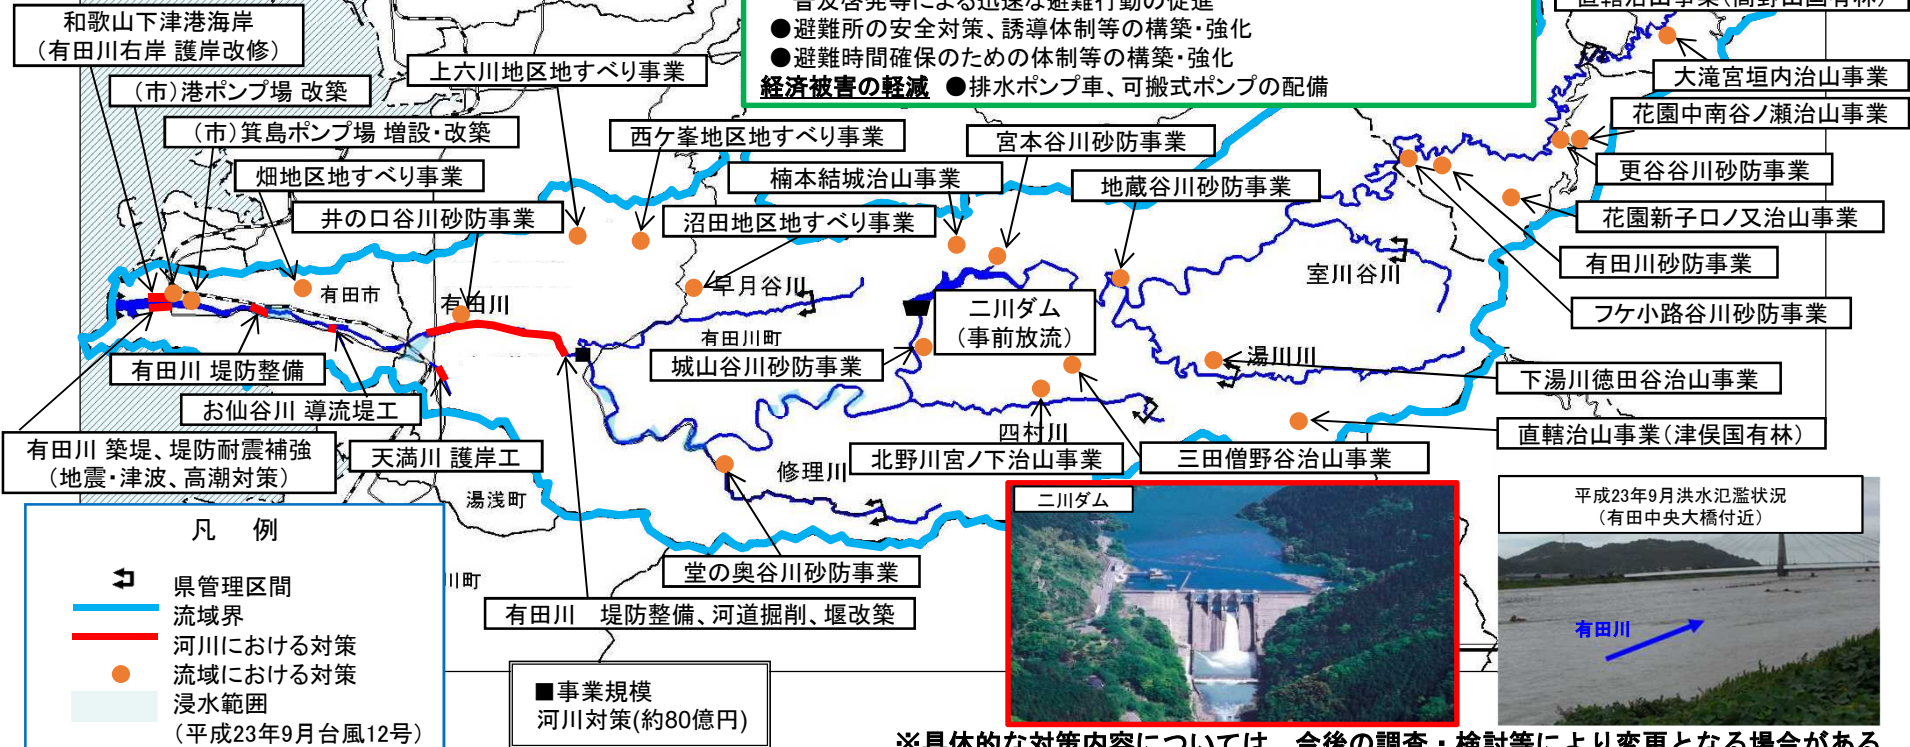 普及啓発等による迅速な避難行動の促進
●避難所の安全対策、誘導体制等の構築・強化
●避難時間確保のための体制等の構築・強化
経済被害の軽減 ●排水ポンプ車、可搬式ポンプの配備
直轄治山事業(高野山国有林)
和歌山下津港海岸
(有田川右岸 護岸改修)
上六川地区地すべり事業
大滝宮垣内治山事業
(市)港ポンプ場 改築
花園中南谷ノ瀬治山事業
(市)箕島ポンプ場 増設・改築
西ケ峯地区地すべり事業
宮本谷川砂防事業
更谷谷川砂防事業
畑地区地すべり事業
楠本結城治山事業
地蔵谷川砂防事業
井の口谷川砂防事業
沼田地区地すべり事業
花園新子ロノ又治山事業
有田川砂防事業
室川谷川
有田市
有田川
早月谷川
二川ダム
(事前放流)
フケ小路谷川砂防事業
有田川町
城山谷川砂防事業
湯川川
有田川 堤防整備
下湯川徳田谷治山事業
お仙谷川 導流堤工
四村川
直轄治山事業(津俣国有林)
有田川 築堤、堤防耐震補強
(地震・津波、高潮対策)
天満川 護岸工
修理川
北野川宮ノ下治山事業
三田僧野谷治山事業
湯浅町
二川ダム
平成23年9月洪水氾濫状況
(有田中央大橋付近)
凡 例
県管理区間
流域界
河川における対策
流域における対策
浸水範囲
(平成23年9月台風12号)
川町
堂の奥谷川砂防事業
有田川 堤防整備、河道掘削、堰改築
有田川
■事業規模
河川対策(約80億円)
※具体的な対策内容については、今後の調査・検討等により変更となる場合がある